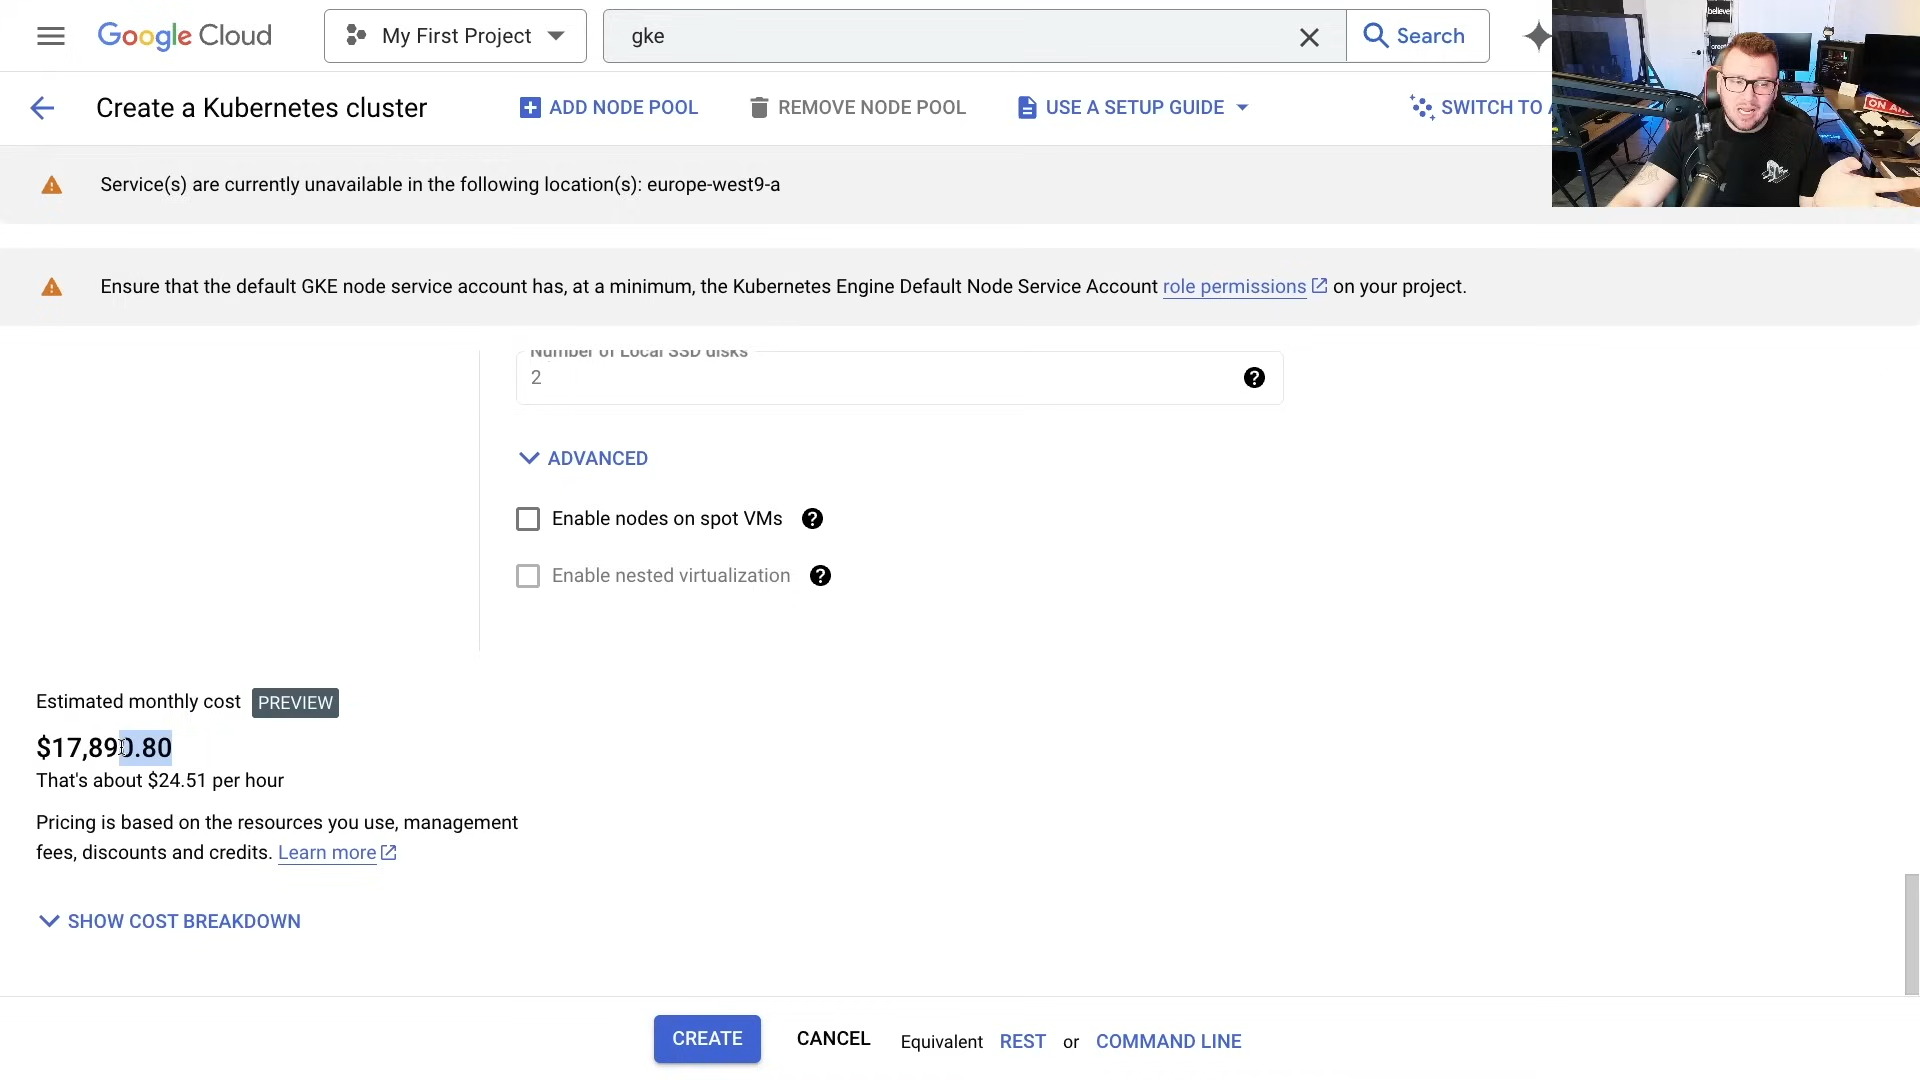 Google Cloud
My First Project
gke
Search
Create a Kubernetes cluster
ADD NODE POOL
REMOVE NODE POOL
USE A SETUP GUIDE
SWITCH TO A
believe
ON AIR
Service(s) are currently unavailable in the following location(s): europe-west9-a
Ensure that the default GKE node service account has, at a minimum, the Kubernetes Engine Default Node Service Account role permissions on your project.
Number of Local SSD disks
2
ADVANCED
Enable nodes on spot VMs
Enable nested virtualization
Estimated monthly cost PREVIEW
$17,890.80
That's about $24.51 per hour
Pricing is based on the resources you use, management
fees, discounts and credits. Learn more
SHOW COST BREAKDOWN
CREATE
CANCEL
Equivalent REST or COMMAND LINE